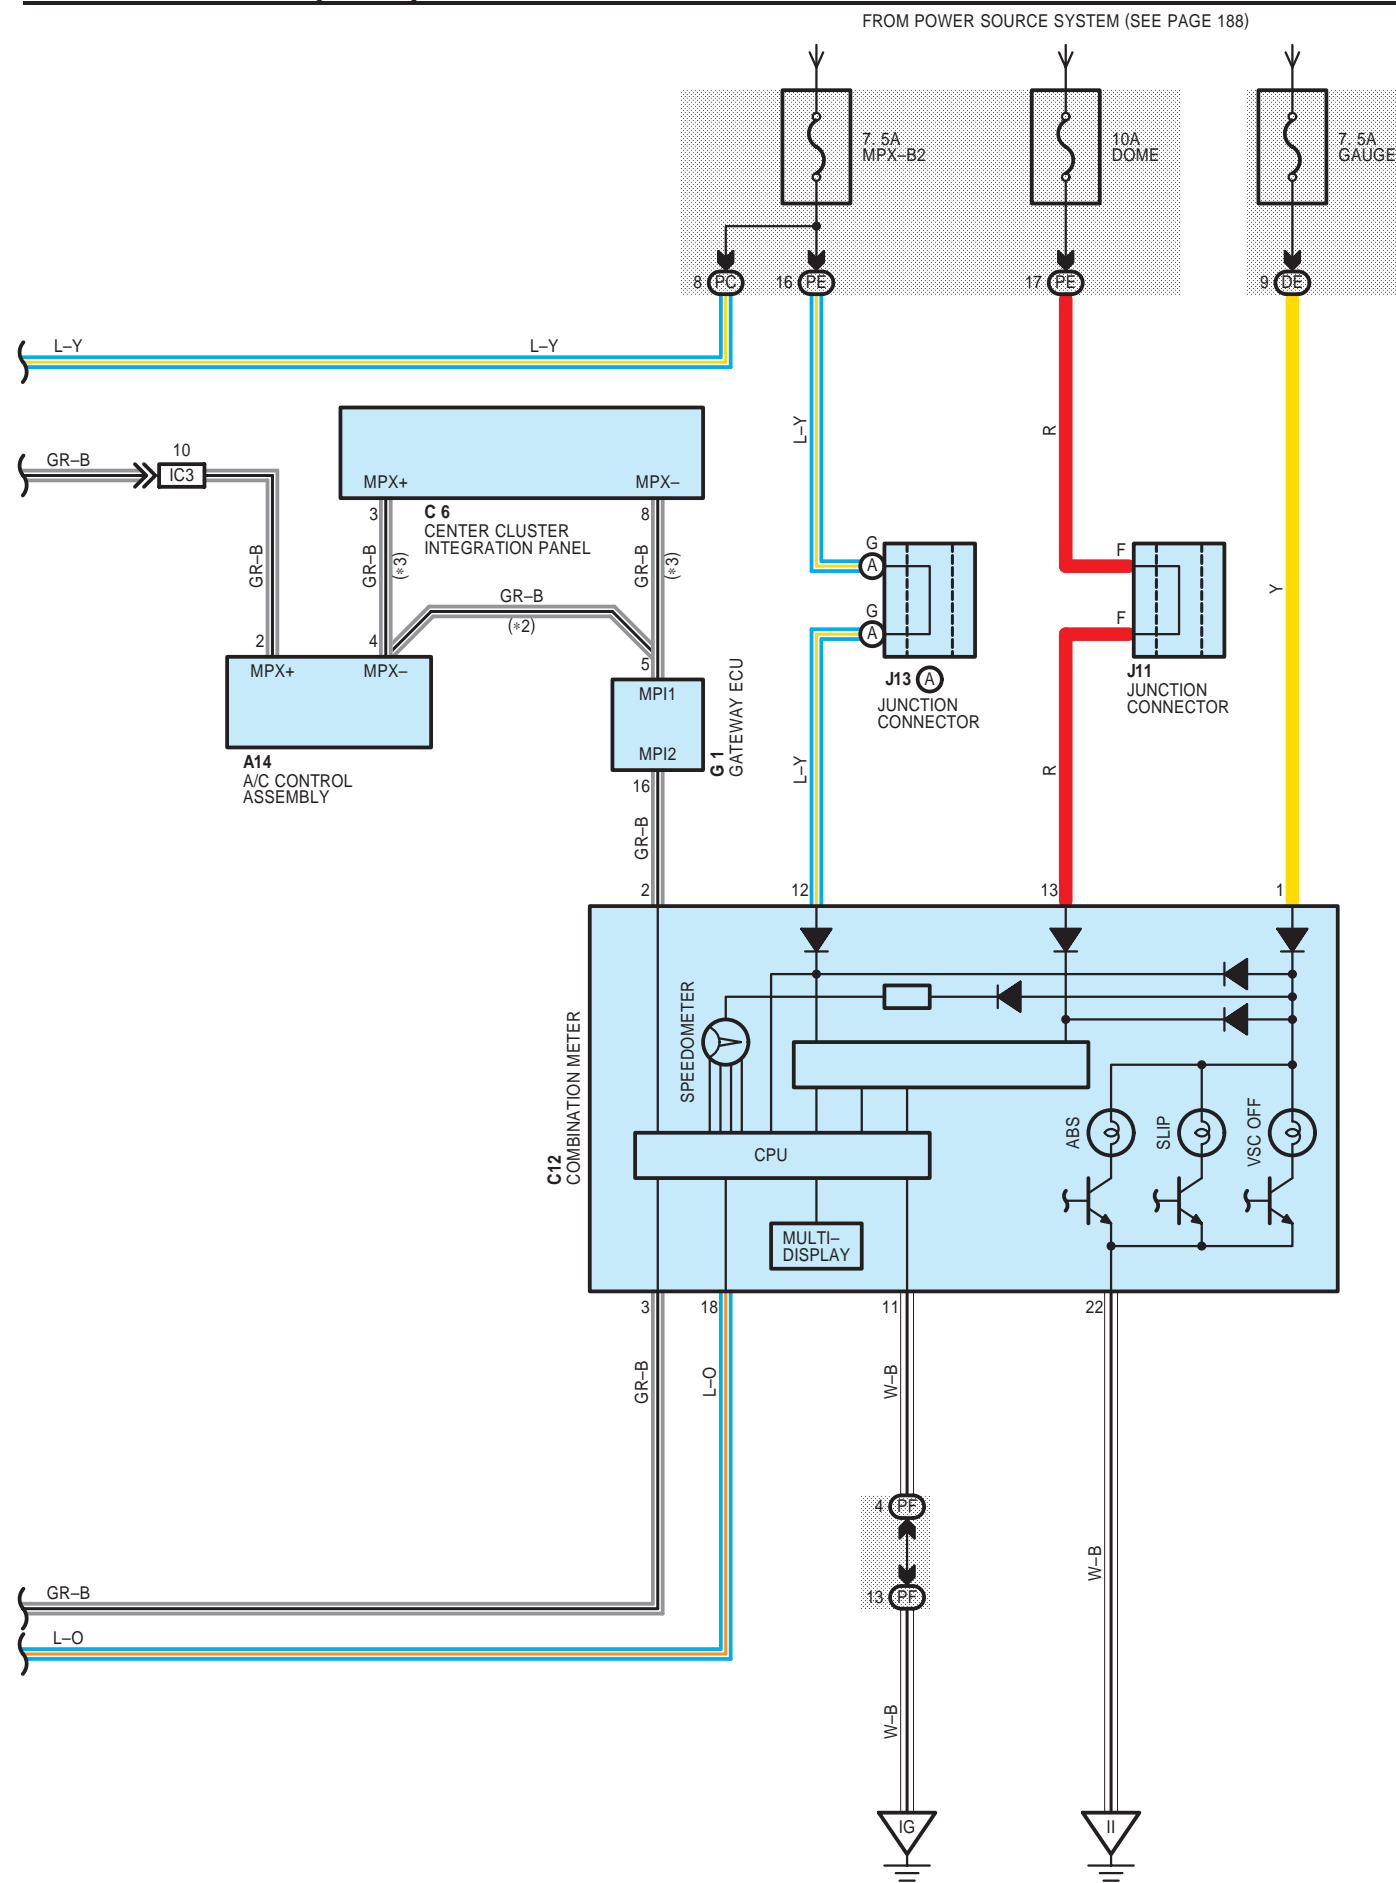 FROM POWER SOURCE SYSTEM (SEE PAGE 188)
7. 5A
MPX–B2
10A
DOME
7. 5A
GAUGE
8 PC
16 PE
17 PE
9 DE
L–Y
L–Y
L–Y
R
GR–B
10
IC3
MPX+
MPX–
3
C 6
CENTER CLUSTER
INTEGRATION PANEL
8
GR–B
GR–B
(*3)
GR–B
(*3)
GR–B
(*2)
G
A
F
G
A
F
Y
2
4
5
MPX+
MPX–
MPI1
MPI2
G 1
GATEWAY ECU
J13 A
JUNCTION
CONNECTOR
J11
JUNCTION
CONNECTOR
A14
A/C CONTROL
ASSEMBLY
16
GR–B
L–Y
R
2
12
13
1
SPEEDOMETER
C12
COMBINATION METER
ABS
SLIP
VSC OFF
CPU
MULTI–
DISPLAY
3
18
11
22
GR–B
L–O
W–B
4 PF
W–B
13 PF
GR–B
L–O
W–B
IG
II